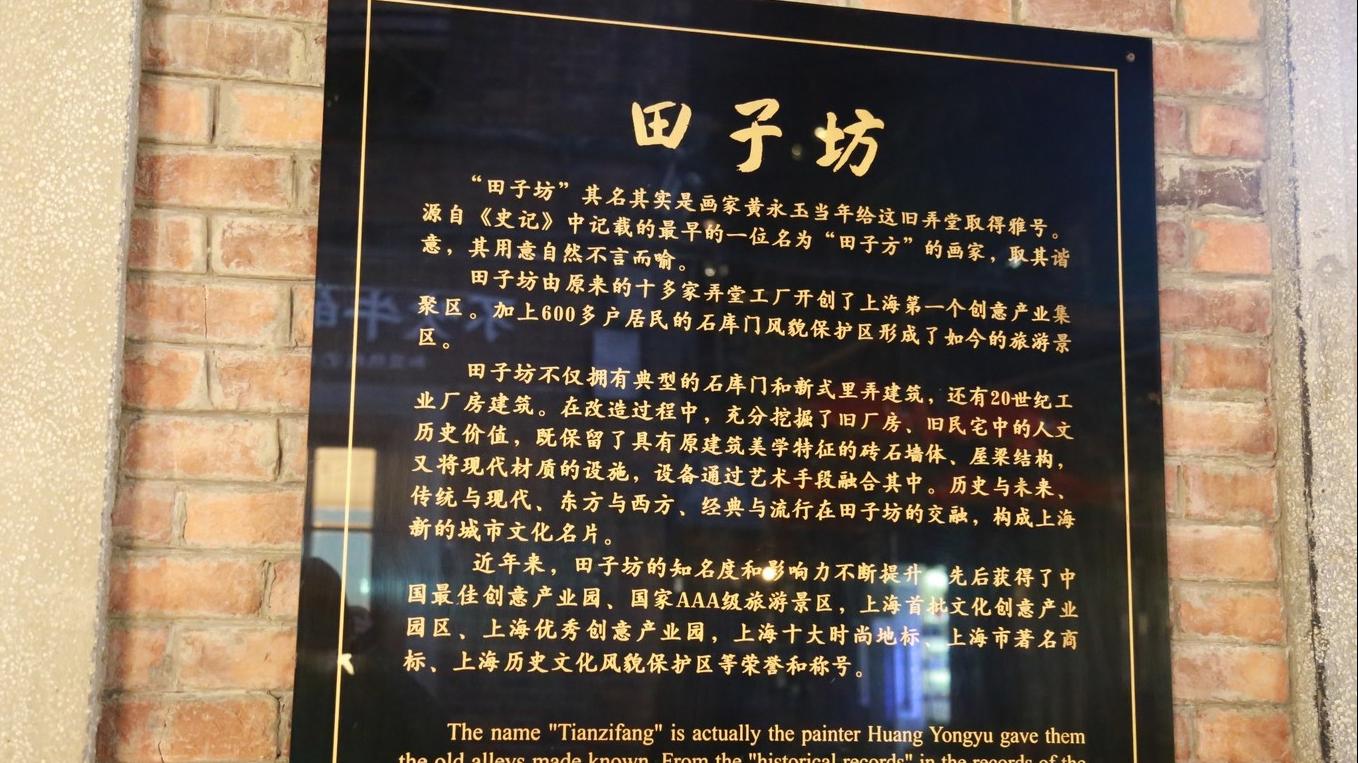 田子坊
“田子坊”其名其实是画家黄永玉当年给这旧弄堂取得雅号。
源自《史记》中记载的最早的一位名为“田子方”的画家，取其谐
意，其用意自然不言而喻。
田子坊由原来的十多家弄堂工厂开创了上海第一个创意产业集
聚区。加上600多户居民的石库门风貌保护区形成了如今的旅游景
区。
田子坊不仅拥有典型的石库门和新式里弄建筑，还有20世纪工
业厂房建筑。在改造过程中，充分挖掘了旧厂房、旧民宅中的人文
历史价值，既保留了具有原建筑美学特征的砖石墙体、屋梁结构，
又将现代材质的设施，设备通过艺术手段融合其中。历史与未来、
传统与现代、东方与西方、经典与流行在田子坊的交融，构成上海
新的城市文化名片。
近年来，田子坊的知名度和影响力不断提升，先后获得了中
国最佳创意产业园、国家AAA级旅游景区，上海首批文化创意产业
园区、上海优秀创意产业园，上海十大时尚地标、上海市著名商
标、上海历史文化风貌保护区等荣誉和称号。
The name "Tianzifang" is actually the painter Huang Yongyu gave them
the old alleys made known. From the "historical records" in the records of the